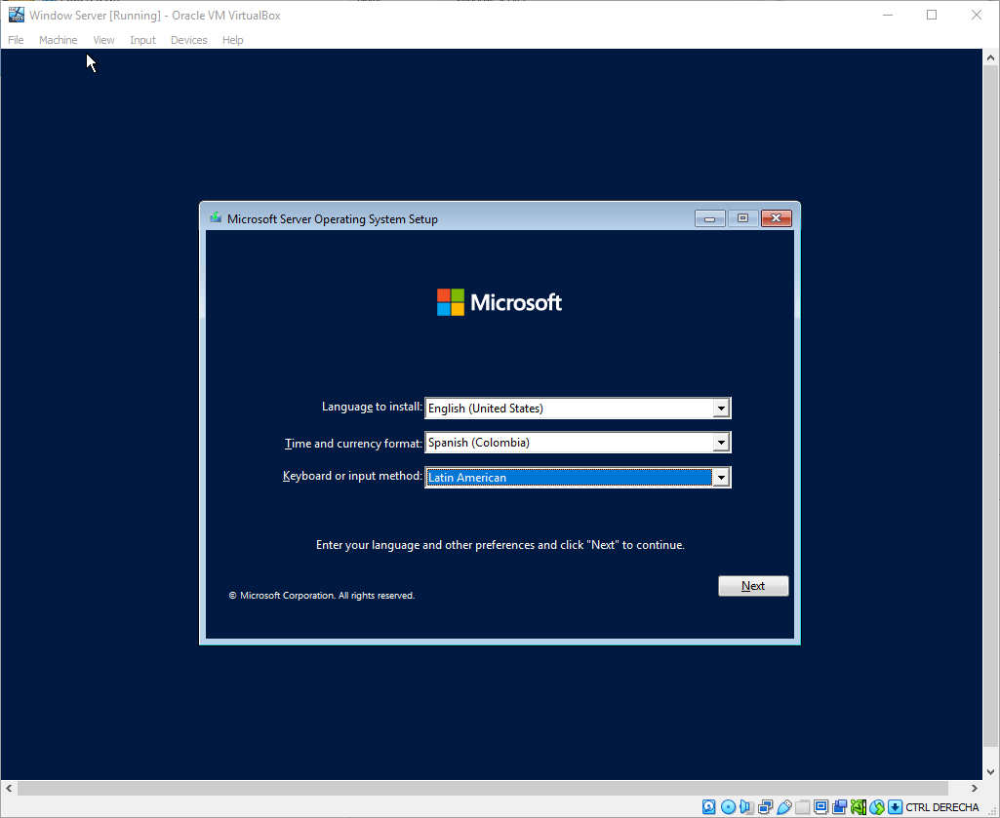 Window Server [Running] - Oracle VM VirtualBox
File Machine View Input Devices Help
Microsoft Server Operating System Setup
Microsoft
Language to install: English (United States)
Time and currency format: Spanish (Colombia)
Keyboard or input method: Latin American
Enter your language and other preferences and click "Next" to continue.
Next
© Microsoft Corporation. All rights reserved.
CTRL DERECHA